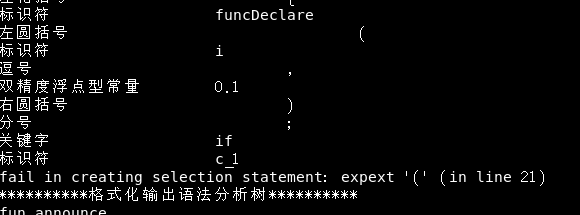 标识符 funcDeclare
左圆括号 (
标识符 i
逗号 ,
双精度浮点型常量 0.1
右圆括号 )
分号 ;
关键字 if
标识符 c_1
fail in creating selection statement: expext '(' (in line 21)
**********格式化输出语法分析树**********
fun announce